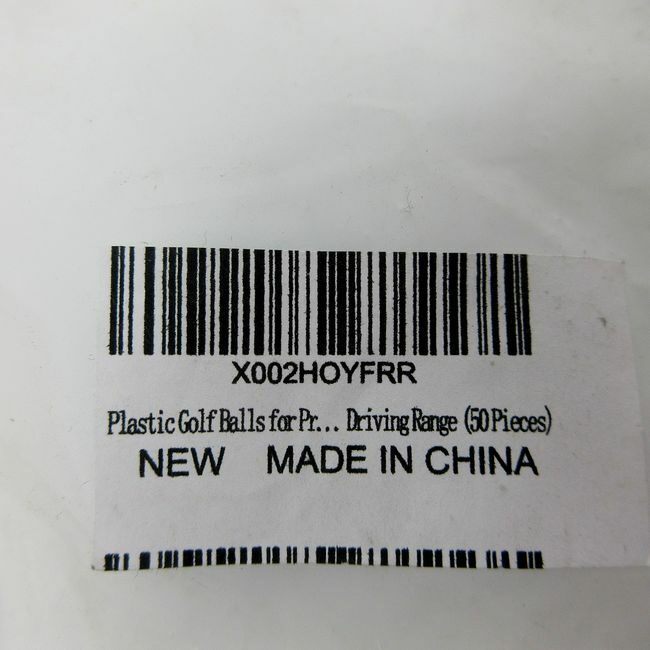 X002HOYFRR
Plastic Golf Balls for Pr... Driving Range (50 Pieces)
NEW MADE IN CHINA